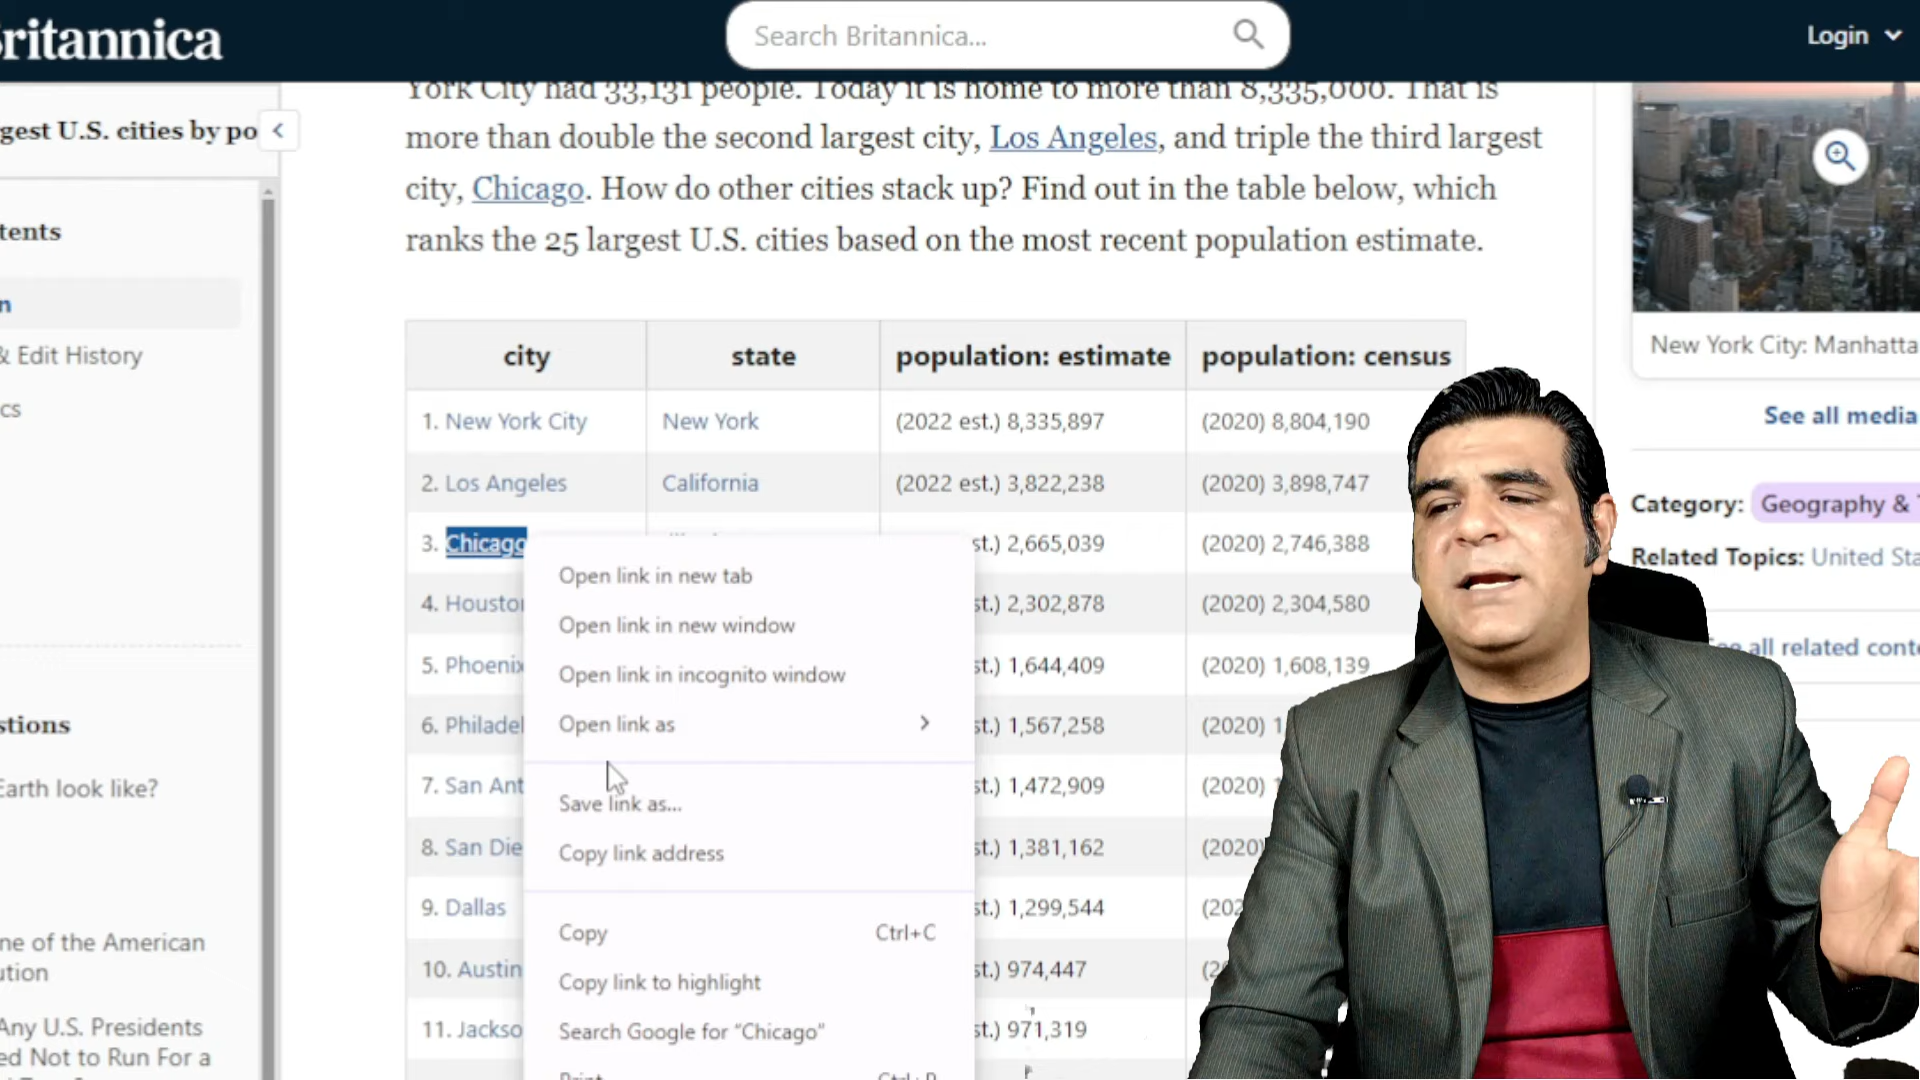 ritannica
Search Britannica...
Login
gest U.S. cities by po
tents
n
& Edit History
cs
stions
Earth look like?
ne of the American
ution
Any U.S. Presidents
ed Not to Run For a
York City had 33,131 people. Today it is home to more than 8,335,000. That is
more than double the second largest city, Los Angeles, and triple the third largest
city, Chicago. How do other cities stack up? Find out in the table below, which
ranks the 25 largest U.S. cities based on the most recent population estimate.
city state population: estimate population: census
1. New York City New York (2022 est.) 8,335,897 (2020) 8,804,190
2. Los Angeles California (2022 est.) 3,822,238 (2020) 3,898,747
3. Chicago st.) 2,665,039 (2020) 2,746,388
4. Houston st.) 2,302,878 (2020) 2,304,580
5. Phoenix st.) 1,644,409 (2020) 1,608,139
6. Philadel st.) 1,567,258 (2020) 1,
7. San Ant st.) 1,472,909 (2020)
8. San Die st.) 1,381,162 (2020)
9. Dallas st.) 1,299,544 (202
10. Austin st.) 974,447 (2
11. Jackso st.) 971,319
Open link in new tab
Open link in new window
Open link in incognito window
Open link as
Save link as...
Copy link address
Copy Ctrl+C
Copy link to highlight
Search Google for “Chicago”
Print Ctrl+P
New York City: Manhatta
See all media
Category: Geography &
Related Topics: United Sta
ee all related conte